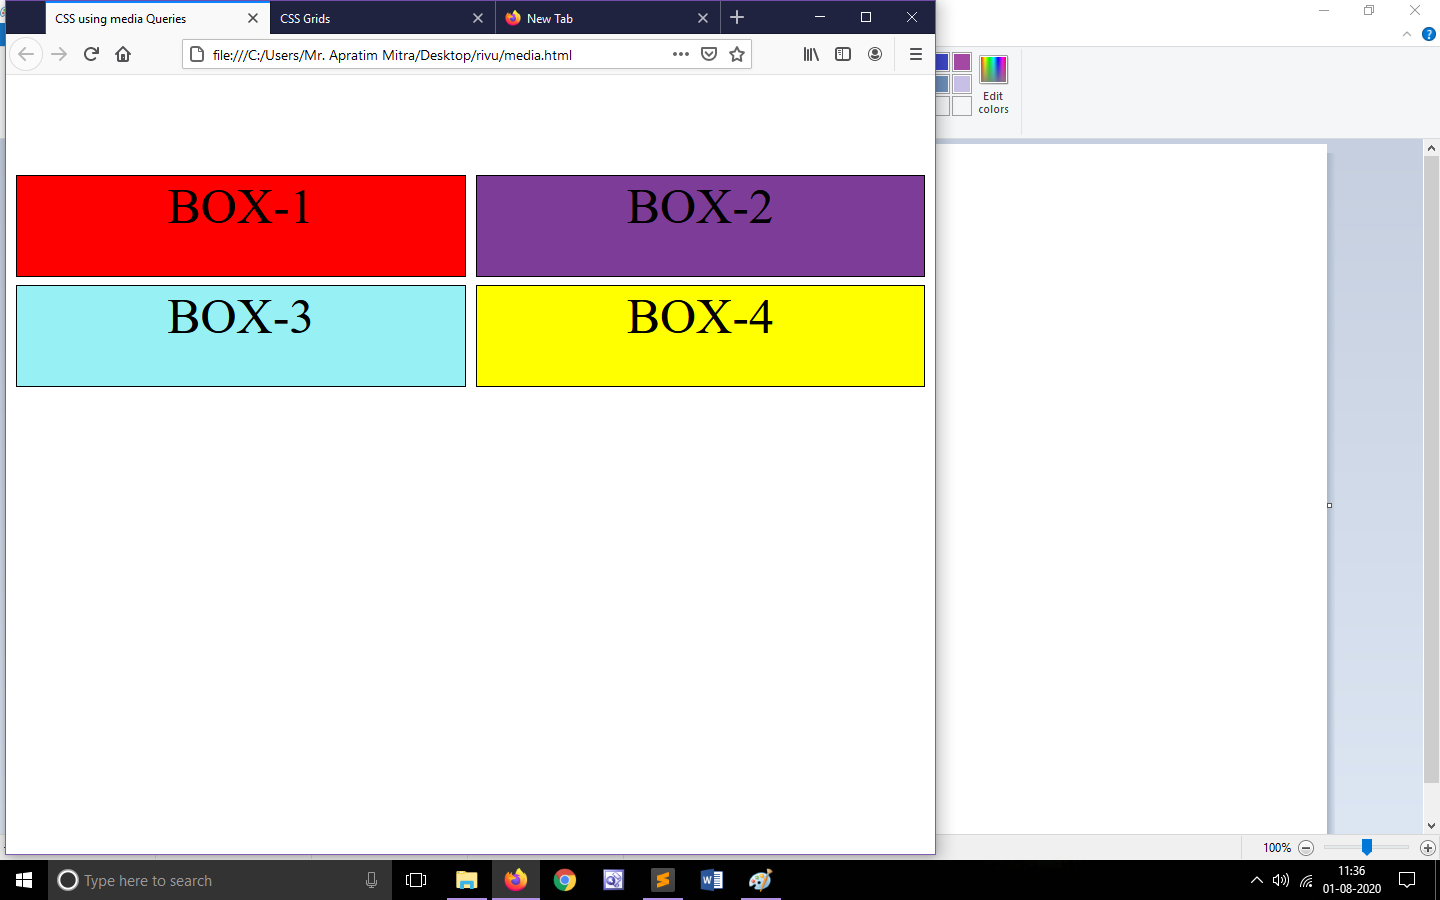 CSS using media Queries
CSS Grids
New Tab
file:///C:/Users/Mr. Apratim Mitra/Desktop/rivu/media.html
Edit
colors
BOX-1
BOX-2
BOX-3
BOX-4
100%
Type here to search
11:36
01-08-2020